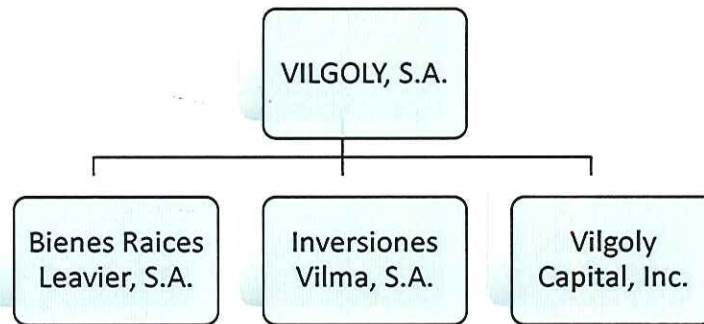 VILGOLY, S.A.
Bienes Raices
Leavier, S.A.
Inversiones
Vilma, S.A.
Vilgoly
Capital, Inc.